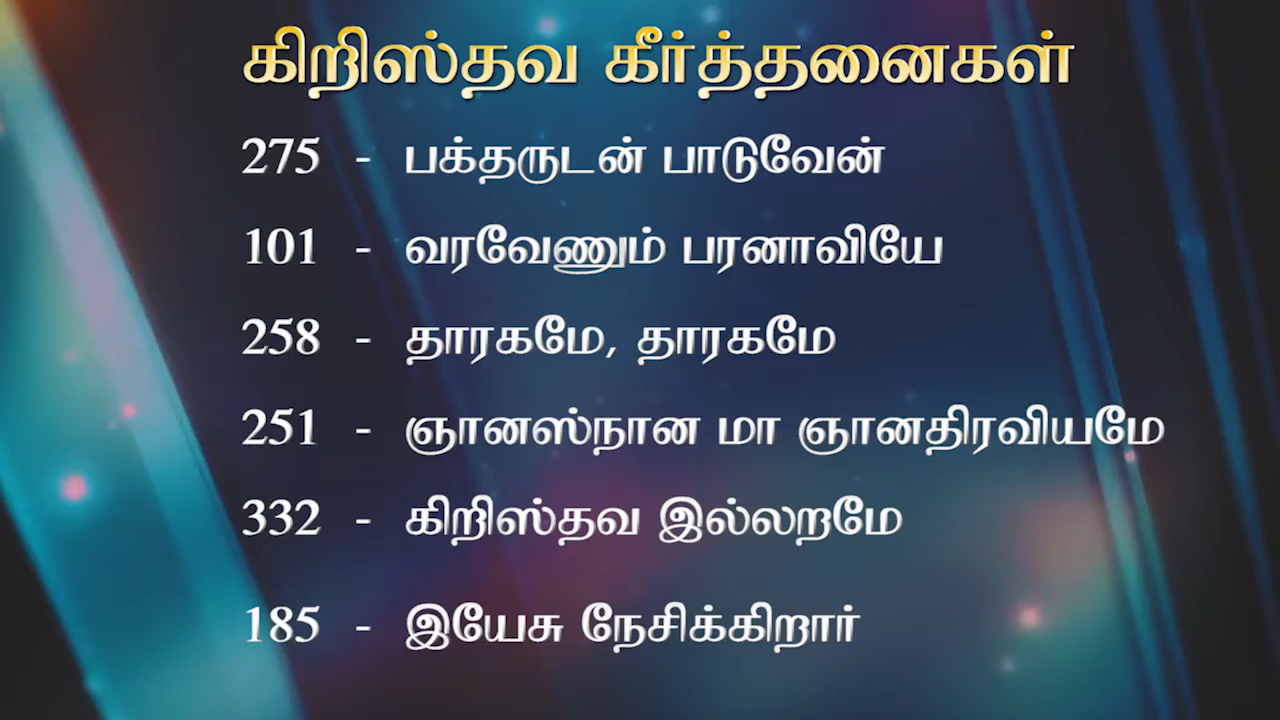 கிறிஸ்தவ கீர்த்தனைகள்
275 - பக்தருடன் பாடுவேன்
101 - வரவேணும் பரனாவியே
258 - தாரகமே, தாரகமே
251 - ஞானஸ்நான மா ஞானதிரவியமே
332 - கிறிஸ்தவ இல்லறமே
185 - இயேசு நேசிக்கிறார்